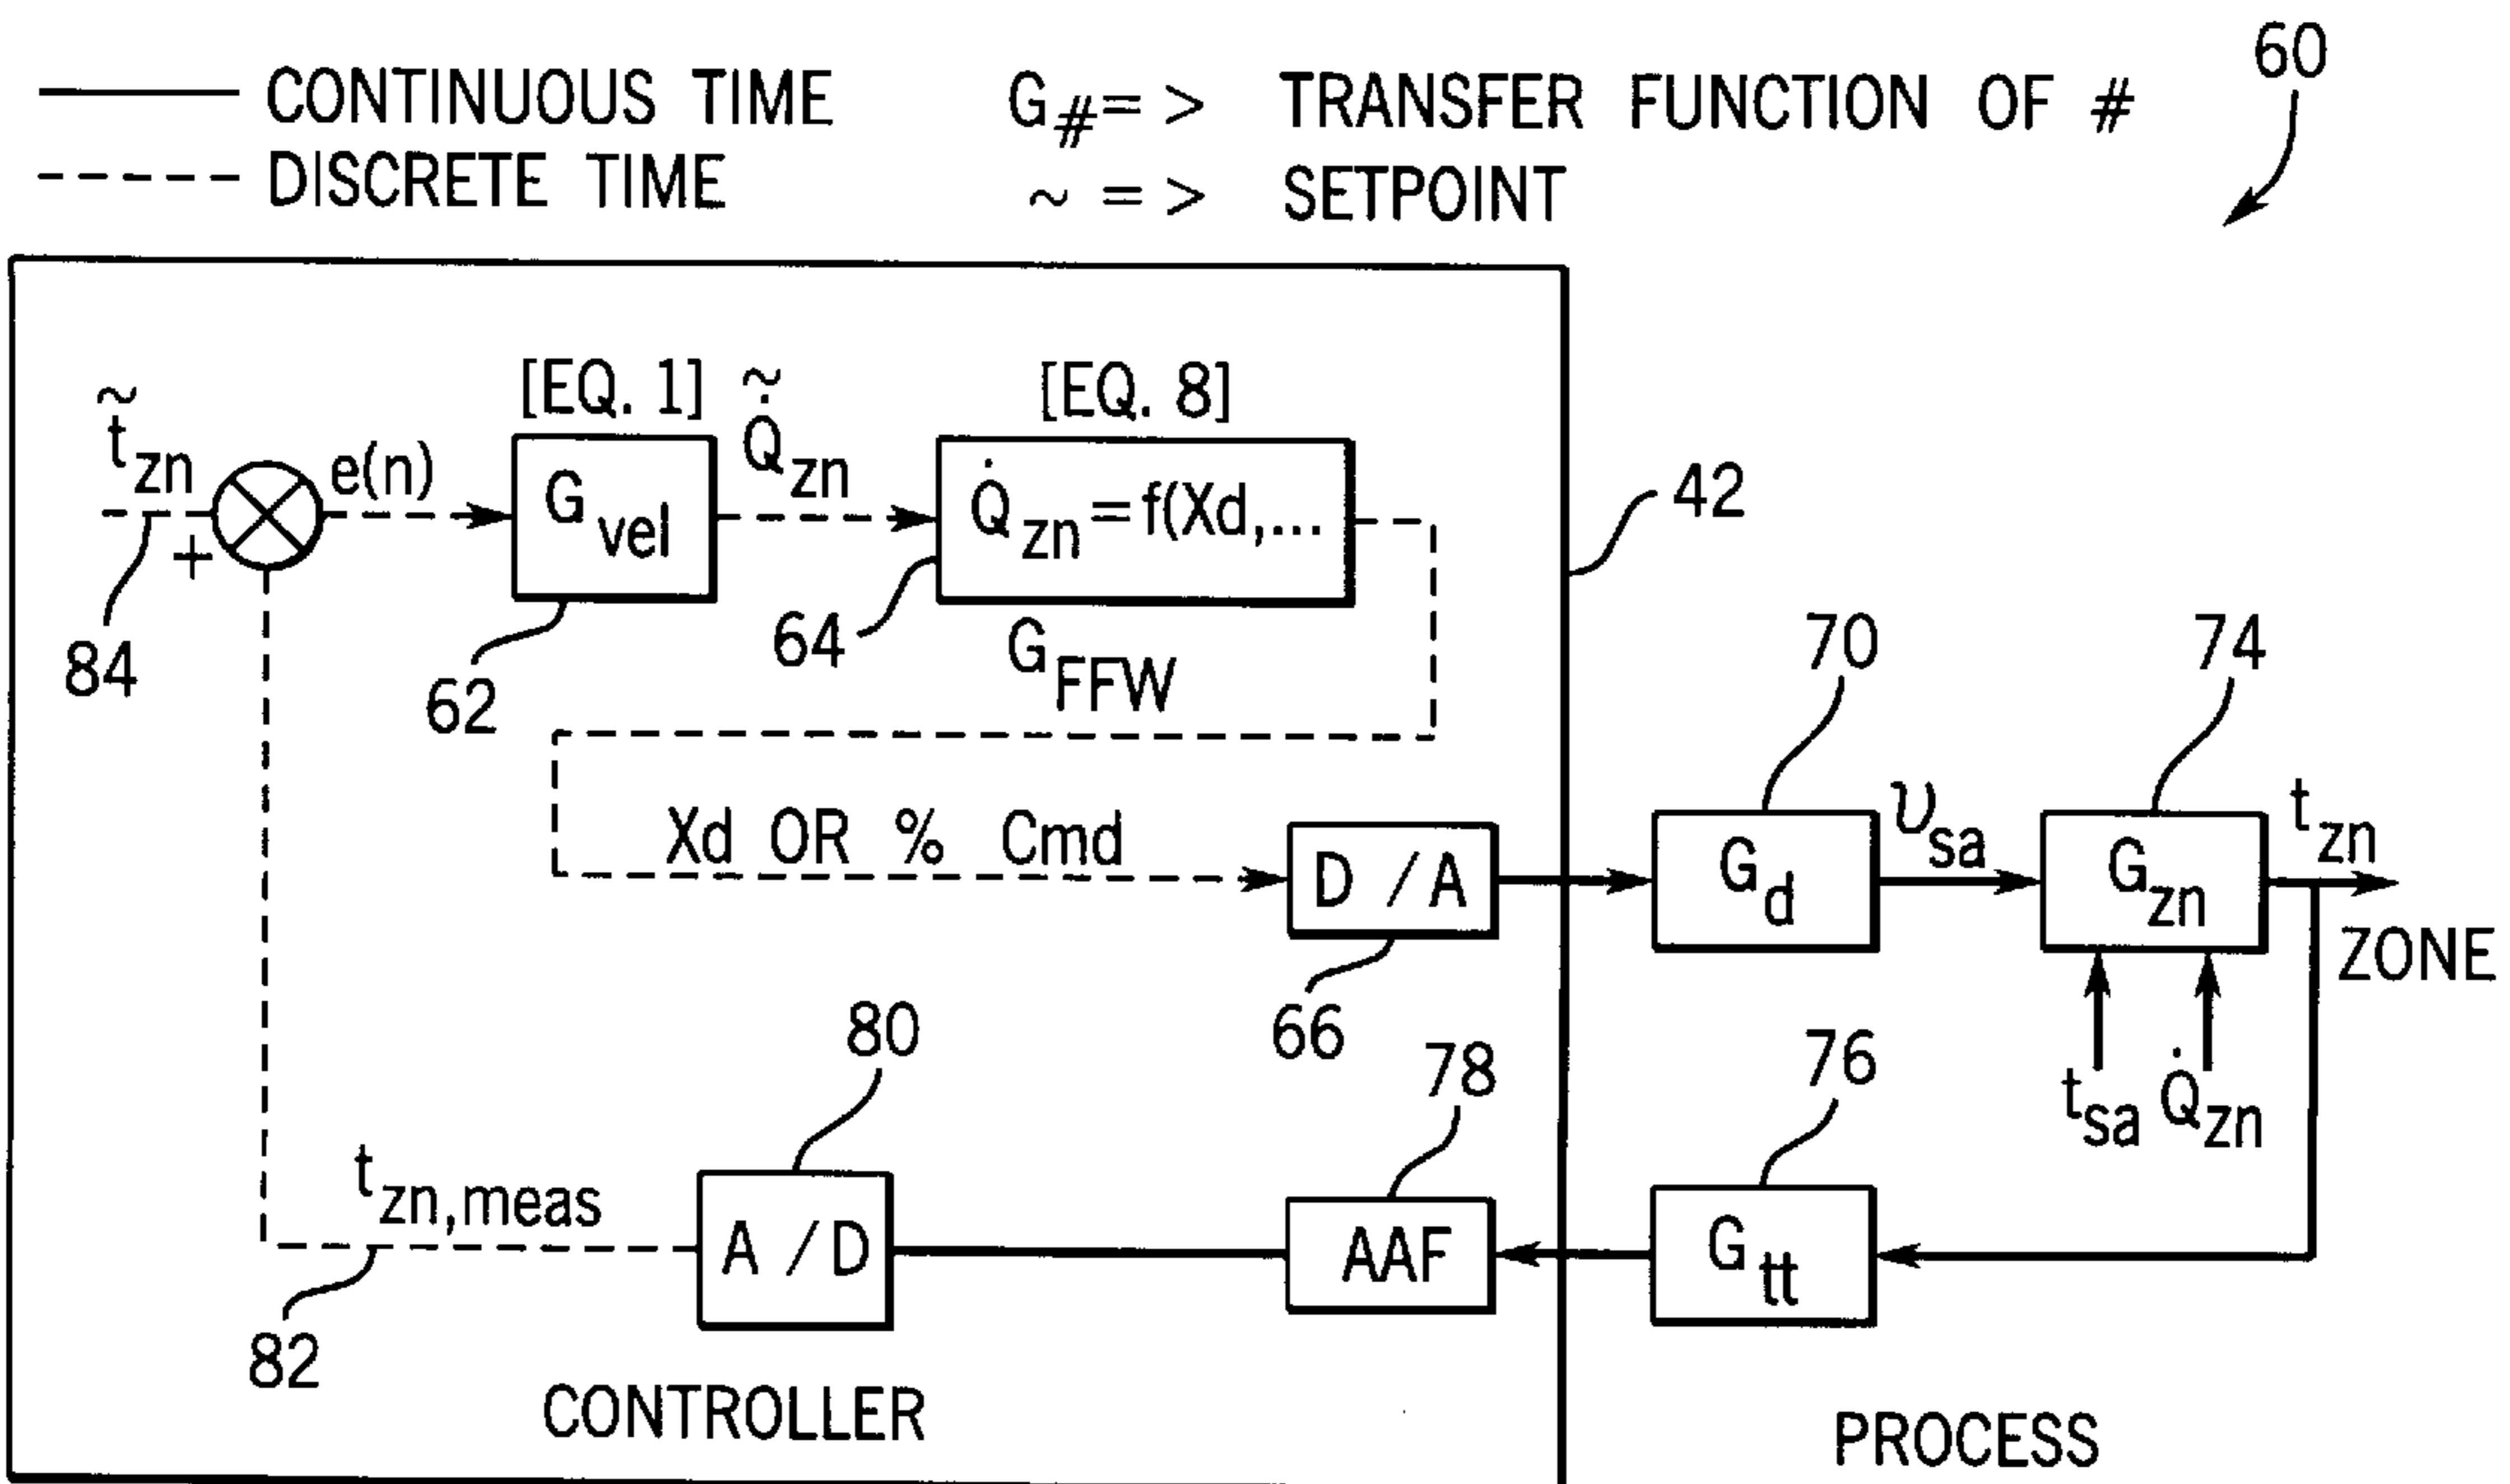 CONTINUOUS TIME
G# => TRANSFER FUNCTION OF #
60
DISCRETE TIME
~ => SETPOINT
[EQ. 1]
[EQ. 8]
t̃zn
e(n)
Gvel
Q̃̇zn
Q̇zn=f(Xd,...
42
+
84
62
64
GFFW
70
74
Xd OR % Cmd
D/A
Gd
υsa
Gzn
tzn
ZONE
66
80
78
76
tsa
Q̇zn
tzn,meas
A/D
AAF
Gtt
82
CONTROLLER
PROCESS